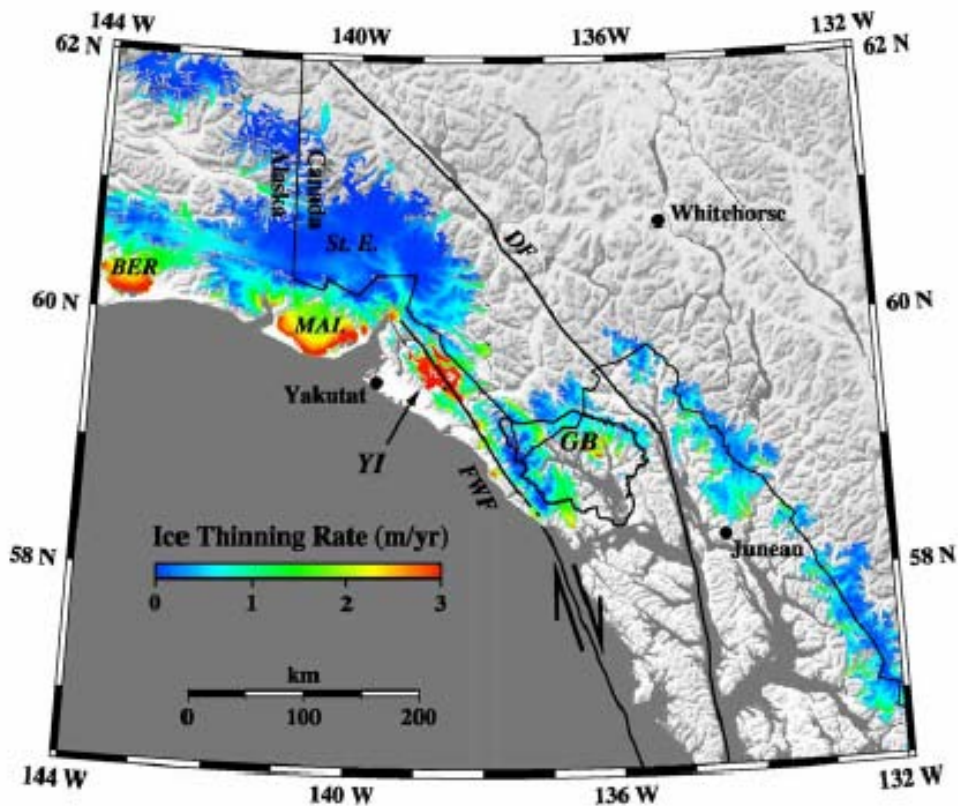 144 W
140W
136W
132 W
62 N
62 N
Canada
Alaska
Whitehorse
St. E.
DF
BER
60 N
60 N
MAL
Yakutat
GB
YI
FWF
Ice Thinning Rate (m/yr)
Juneau
58 N
58 N
0 1 2 3
km
0 100 200
144 W
140 W
136 W
132 W